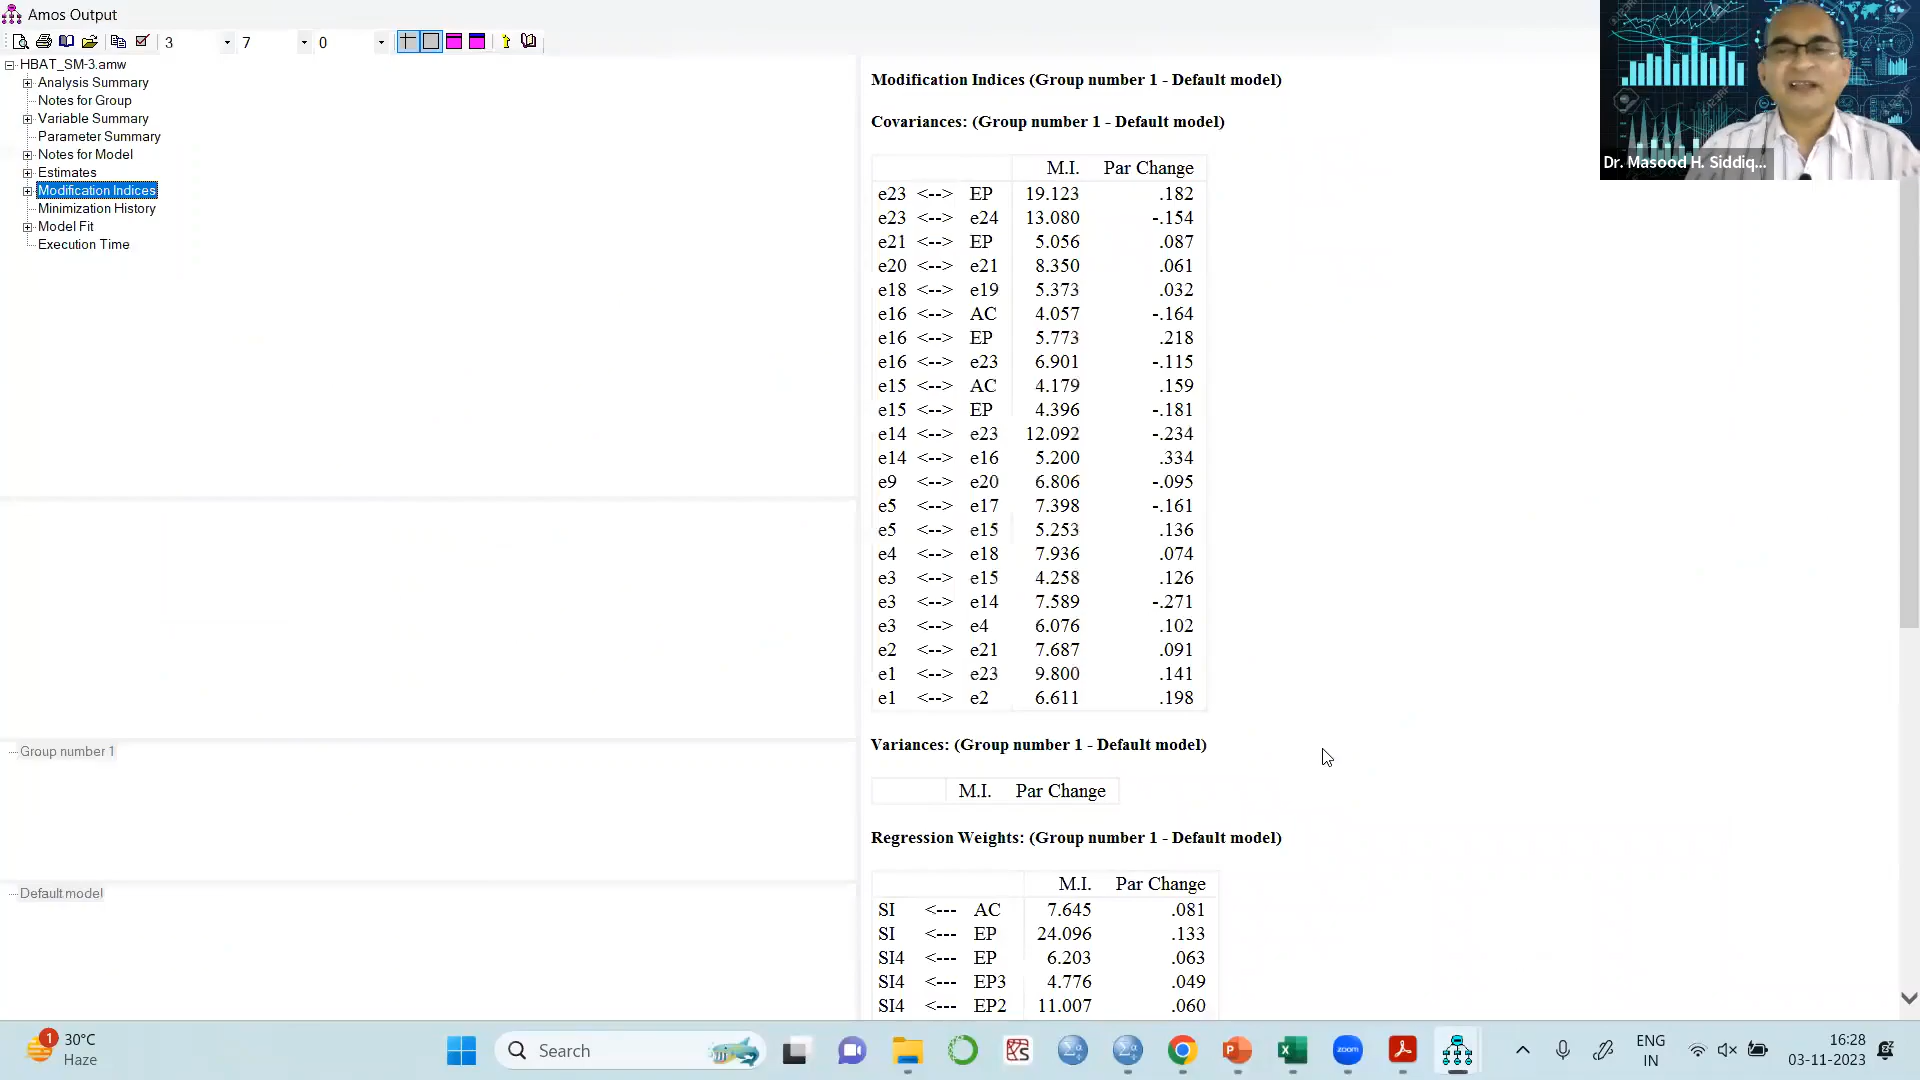 Amos Output
3 7 0
HBAT_SM-3.amw
Analysis Summary
Notes for Group
Variable Summary
Parameter Summary
Notes for Model
Estimates
Modification Indices
Minimization History
Model Fit
Execution Time
Group number 1
Default model
Modification Indices (Group number 1 - Default model)
Covariances: (Group number 1 - Default model)
M.I. Par Change
e23 <--> EP 19.123 .182
e23 <--> e24 13.080 -.154
e21 <--> EP 5.056 .087
e20 <--> e21 8.350 .061
e18 <--> e19 5.373 .032
e16 <--> AC 4.057 -.164
e16 <--> EP 5.773 .218
e16 <--> e23 6.901 -.115
e15 <--> AC 4.179 .159
e15 <--> EP 4.396 -.181
e14 <--> e23 12.092 -.234
e14 <--> e16 5.200 .334
e9 <--> e20 6.806 -.095
e5 <--> e17 7.398 -.161
e5 <--> e15 5.253 .136
e4 <--> e18 7.936 .074
e3 <--> e15 4.258 .126
e3 <--> e14 7.589 -.271
e3 <--> e4 6.076 .102
e2 <--> e21 7.687 .091
e1 <--> e23 9.800 .141
e1 <--> e2 6.611 .198
Variances: (Group number 1 - Default model)
M.I. Par Change
Regression Weights: (Group number 1 - Default model)
M.I. Par Change
SI <--- AC 7.645 .081
SI <--- EP 24.096 .133
SI4 <--- EP 6.203 .063
SI4 <--- EP3 4.776 .049
SI4 <--- EP2 11.007 .060
Dr. Masood H. Siddiq...
1
30°C
Haze
Search
zoom
ENG
IN
16:28
03-11-2023